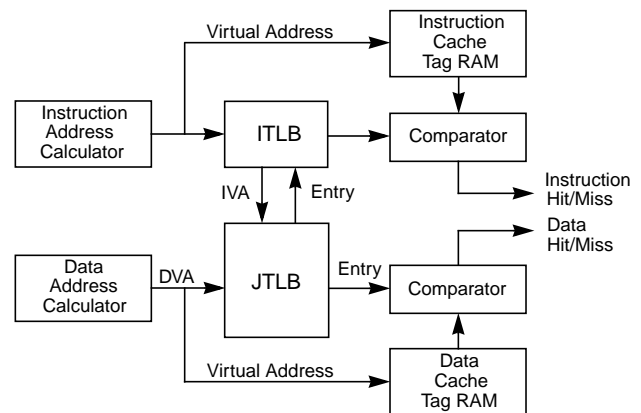 Virtual Address
Instruction
Cache
Tag RAM
Instruction
Address
Calculator
ITLB
Comparator
IVA
Entry
Instruction
Hit/Miss
Data
Hit/Miss
Data
Address
Calculator
DVA
JTLB
Entry
Comparator
Virtual Address
Data
Cache
Tag RAM